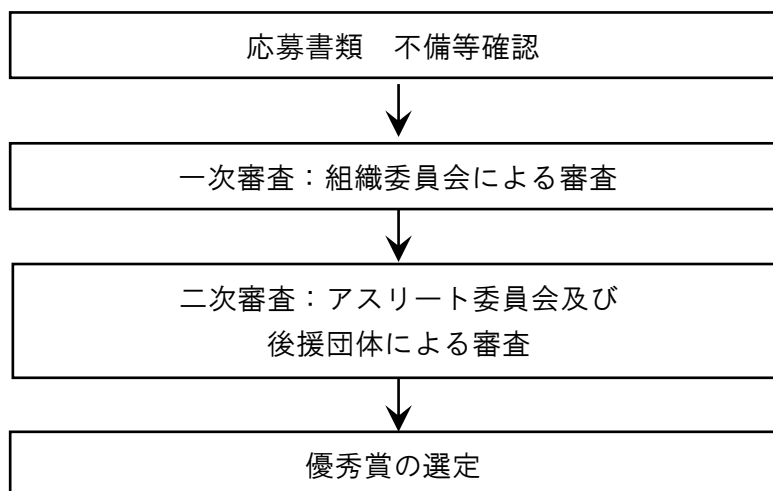 応募書類　不備等確認
一次審査：組織委員会による審査
二次審査：アスリート委員会及び
後援団体による審査
優秀賞の選定